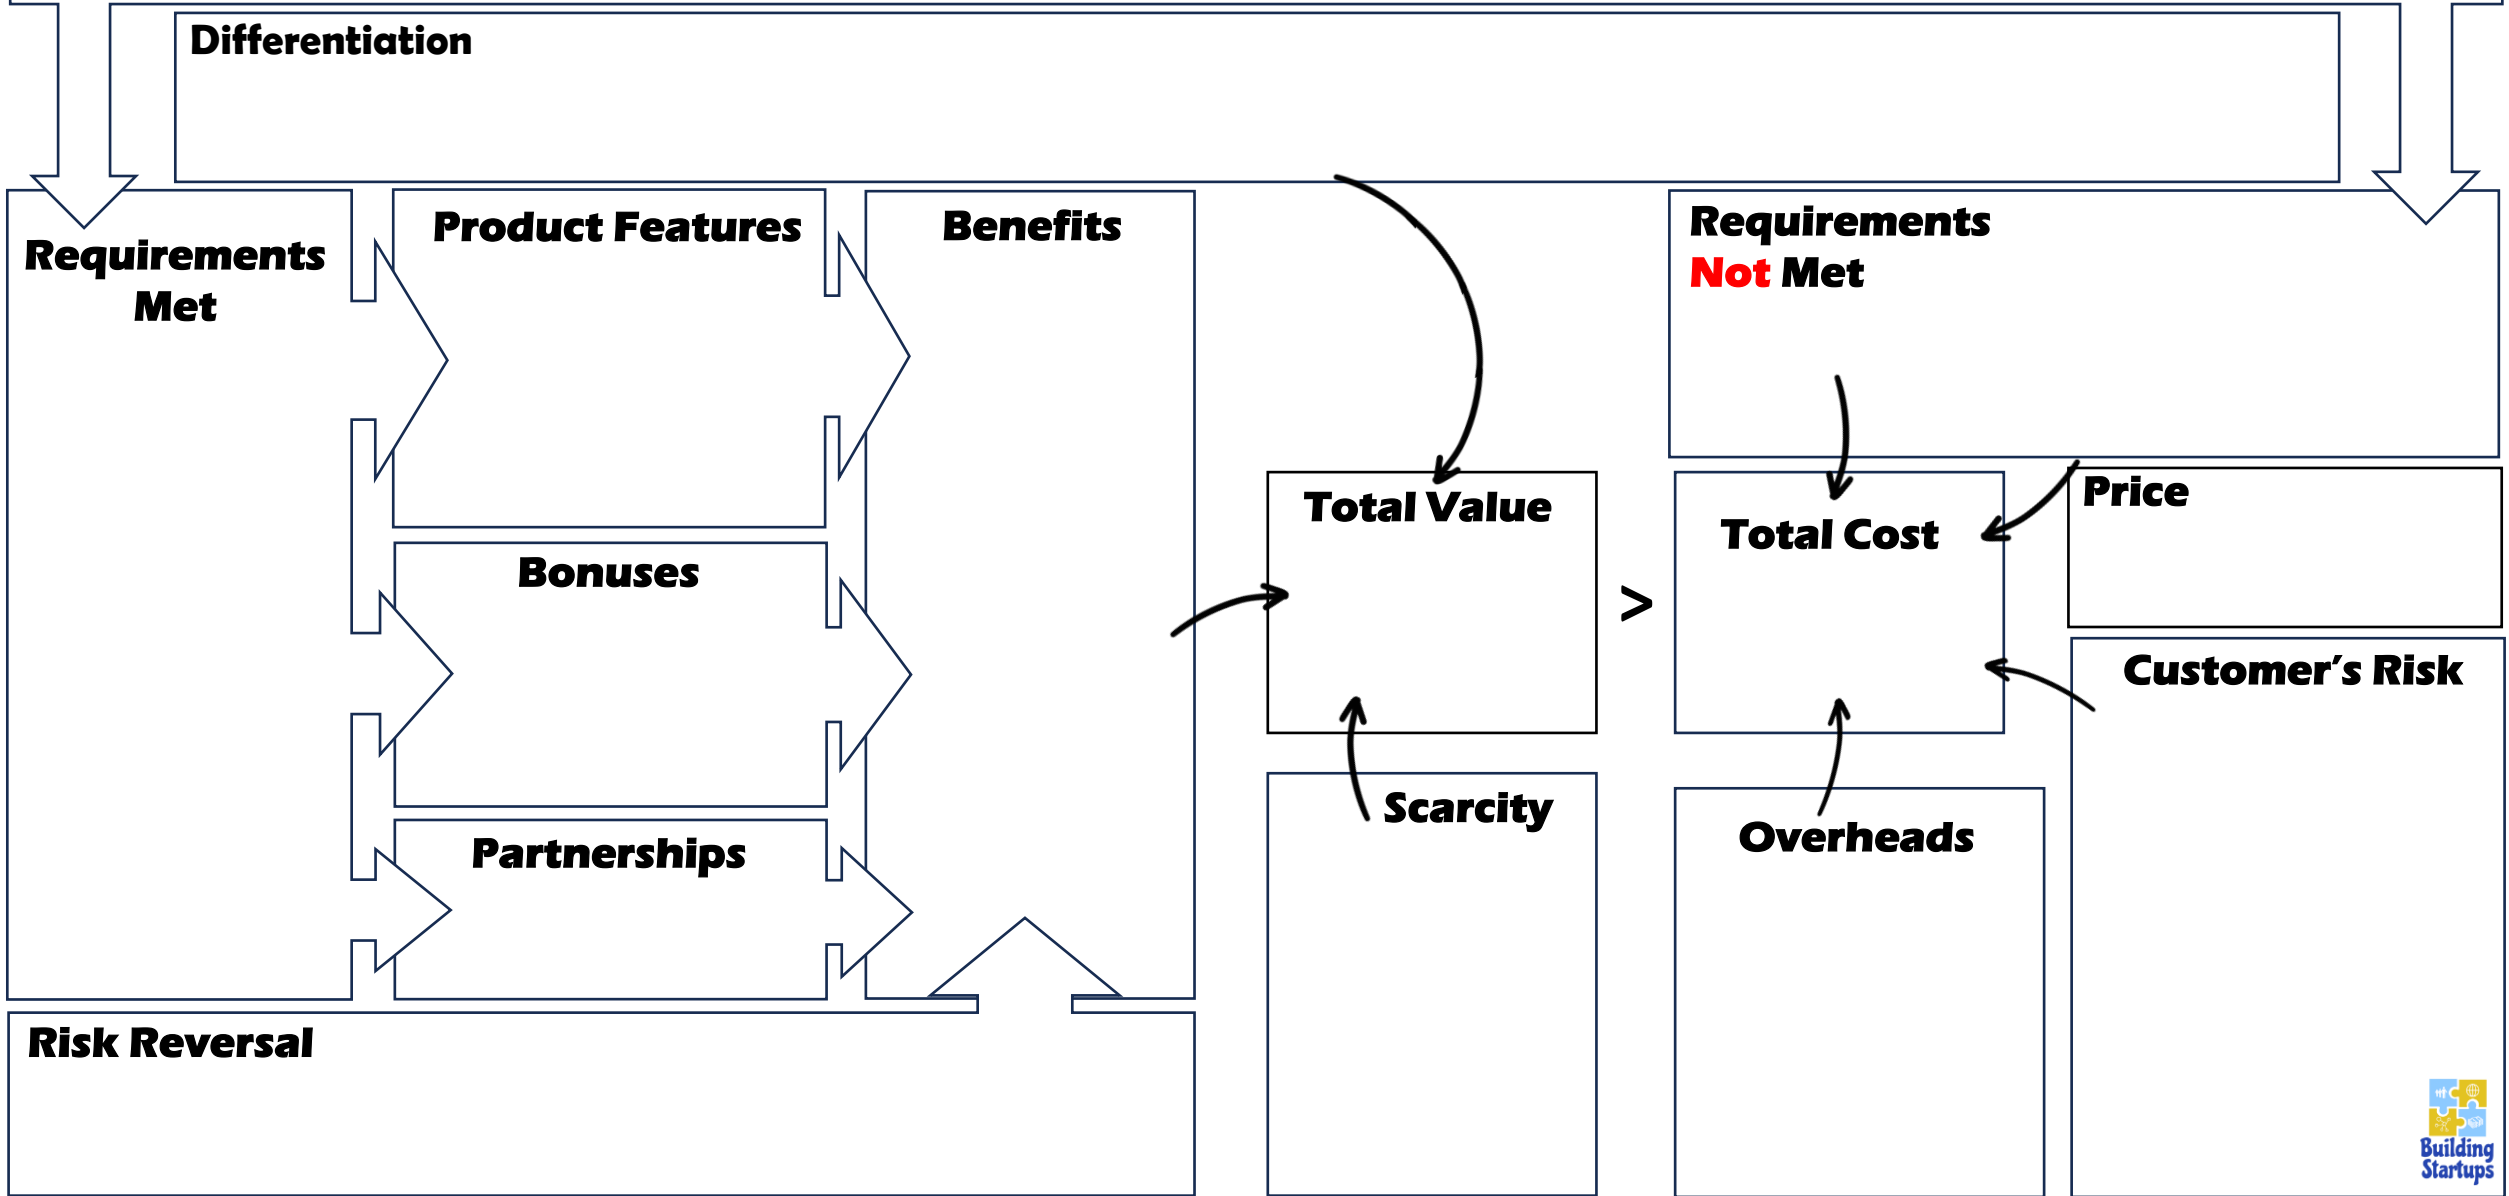 Differentiation
Requirements
Met
Product Features
Benefits
Requirements
Not Met
Total Value
>
Total Cost
Price
Bonuses
Customer's Risk
Partnerships
Scarcity
Overheads
Risk Reversal
Building
Startups